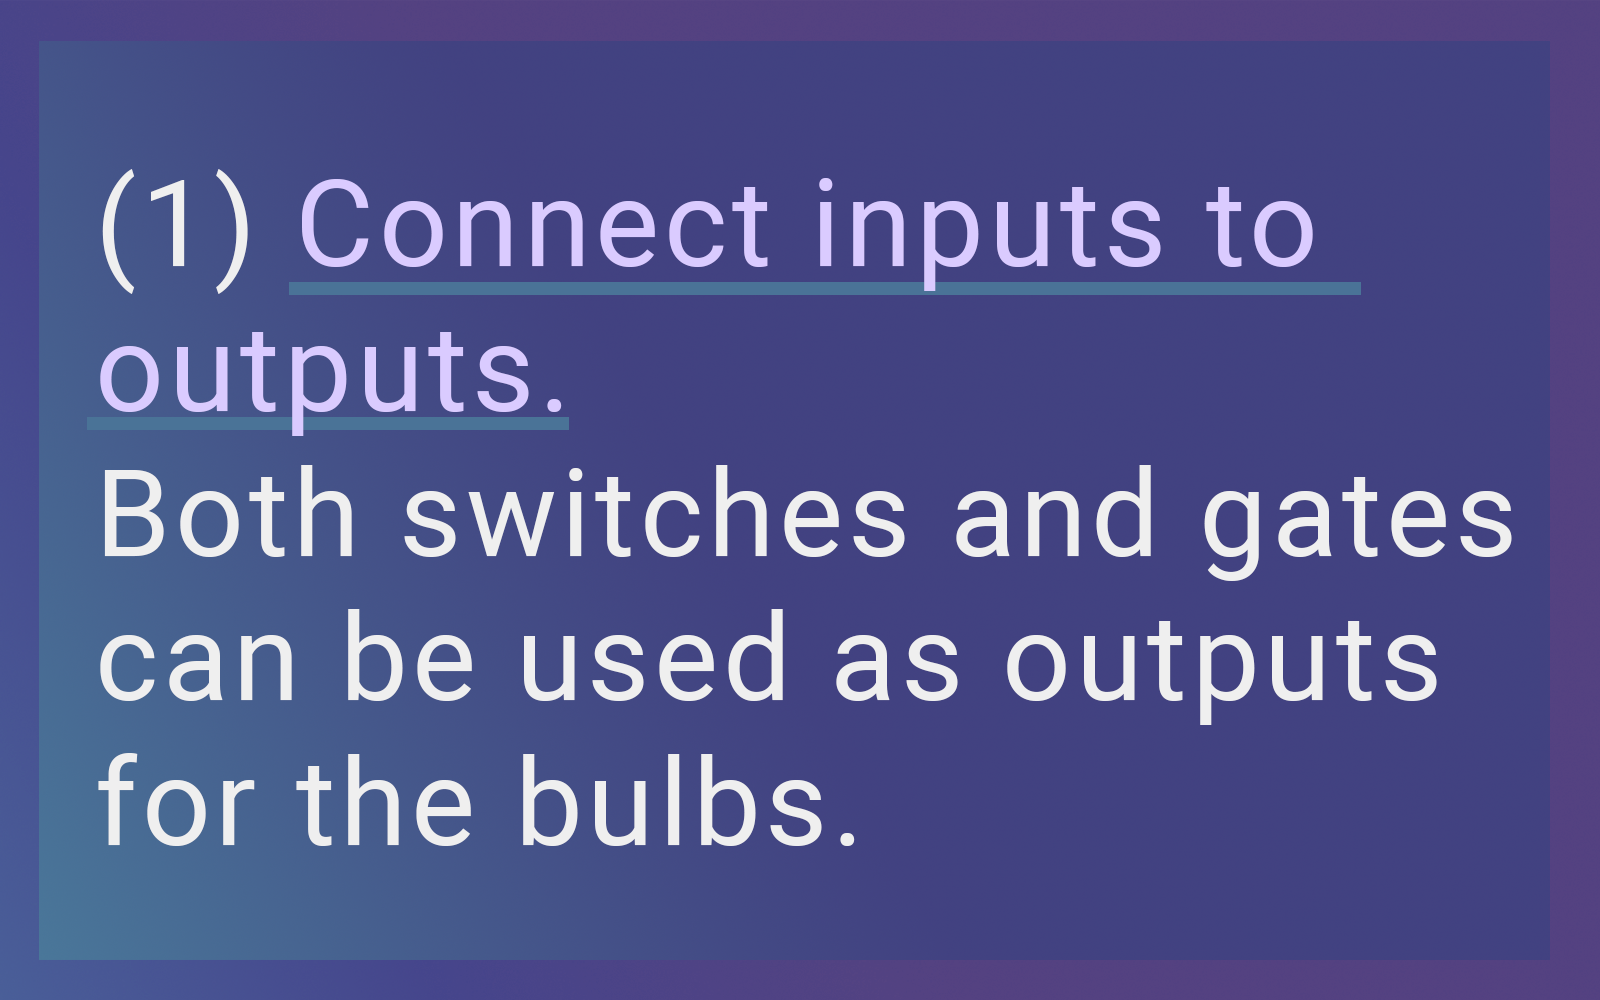 (1) Connect inputs to
outputs.
Both switches and gates
can be used as outputs
for the bulbs.